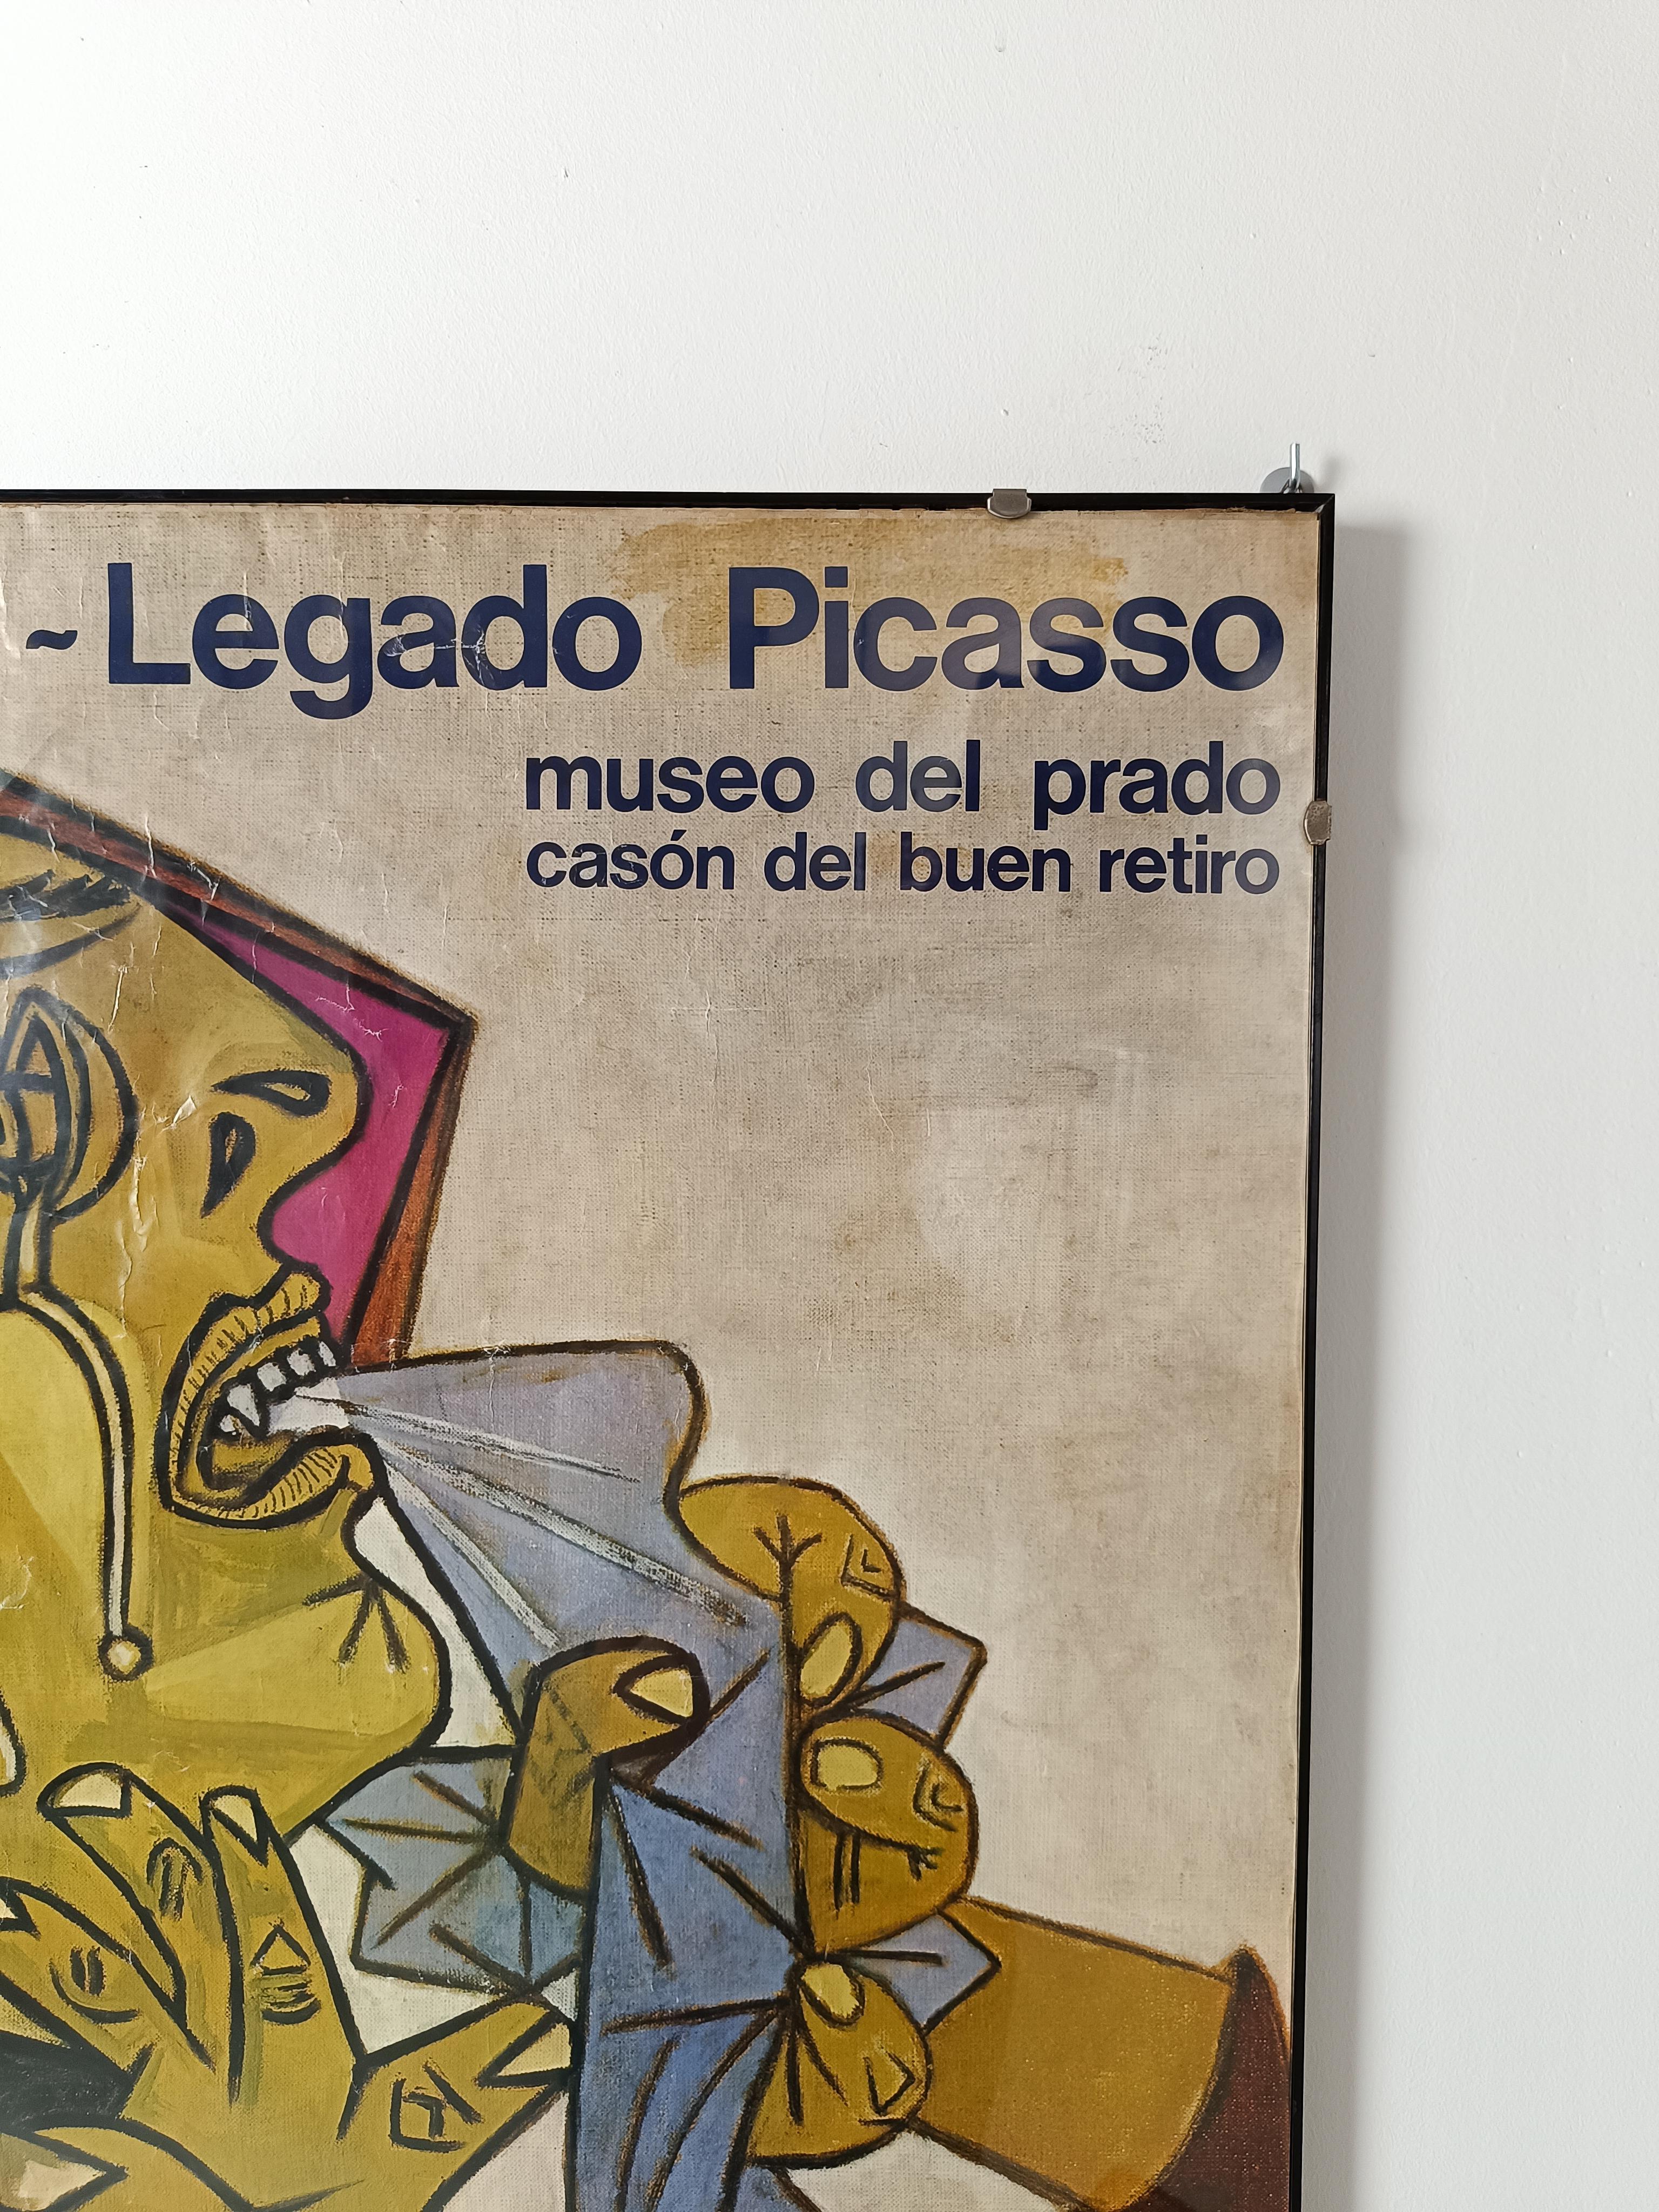 ~Legado Picasso
museo del prado
casón del buen retiro